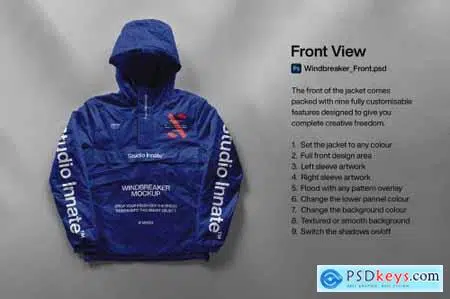 Front View
Ps Windbreaker_Front.psd
The front of the jacket comes
packed with nine fully customisable
features designed to give you
complete creative freedom.
1. Set the jacket to any colour
2. Full front design area
3. Left sleeve artwork
4. Right sleeve artwork
5. Flood with any pattern overlay
6. Change the lower pannel colour
7. Change the background colour
8. Textured or smooth background
9. Switch the shadows on/off
Studio Innate™
Studio Innate™
Studio Innate™
WINDBREAKER
MOCKUP
PSDkeys.com